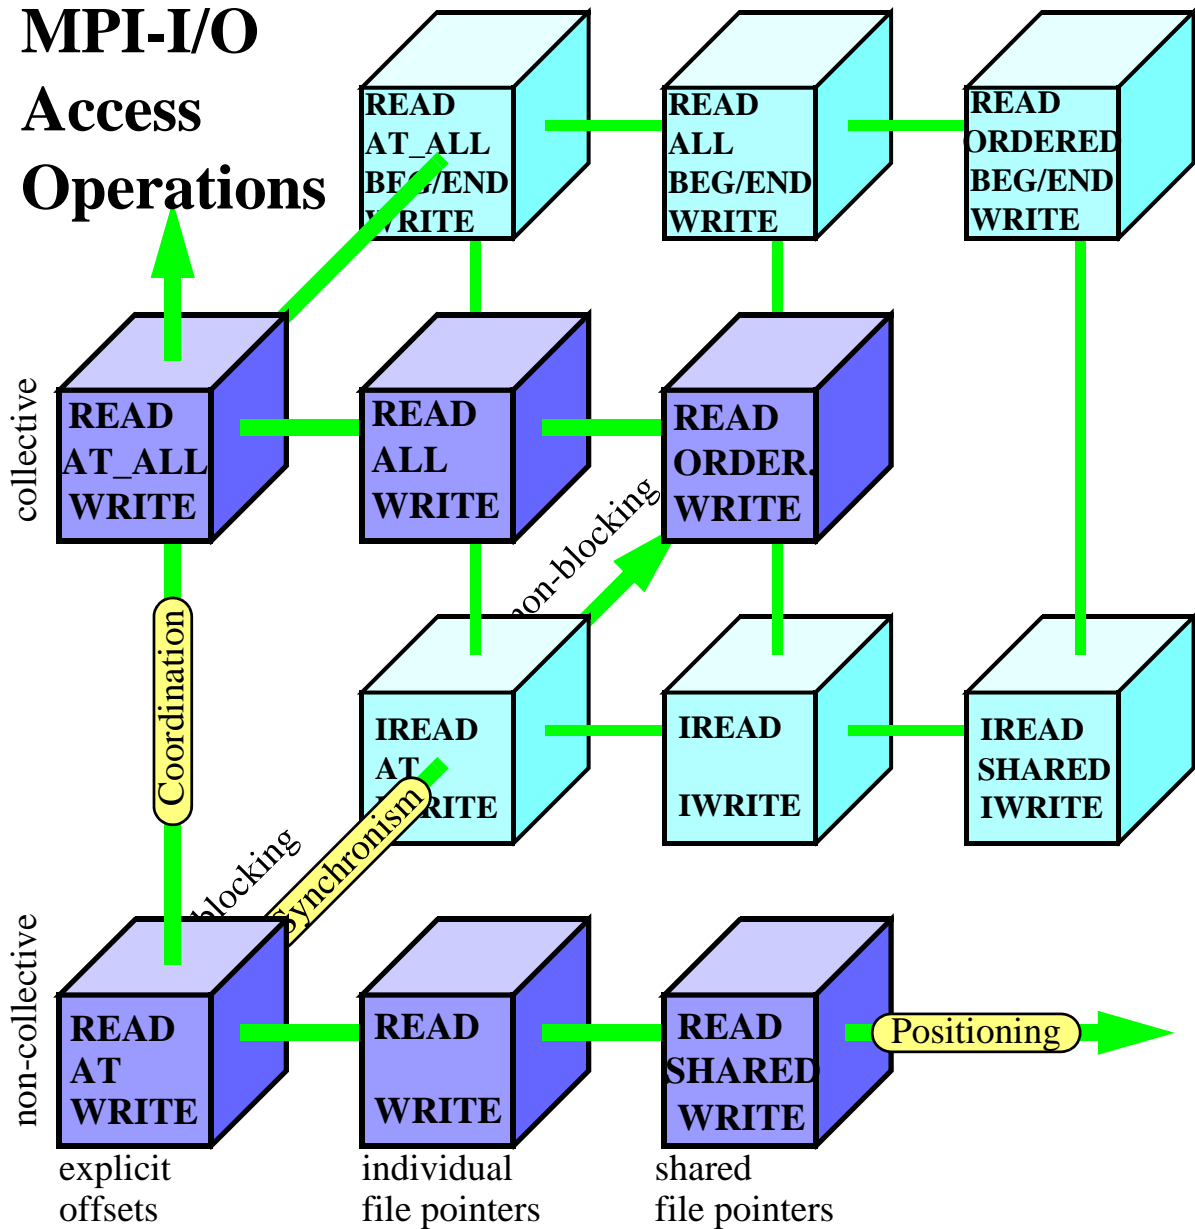 MPI-I/O
Access
Operations
READ
AT_ALL
BEG/END
WRITE
READ
ALL
BEG/END
WRITE
READ
ORDERED
BEG/END
WRITE
collective
READ
AT_ALL
WRITE
READ
ALL
WRITE
READ
ORDER.
WRITE
non-blocking
Coordination
IREAD
AT
IWRITE
IREAD
IWRITE
IREAD
SHARED
IWRITE
blocking
Synchronism
non-collective
READ
AT
WRITE
READ
WRITE
READ
SHARED
WRITE
Positioning
explicit
offsets
individual
file pointers
shared
file pointers